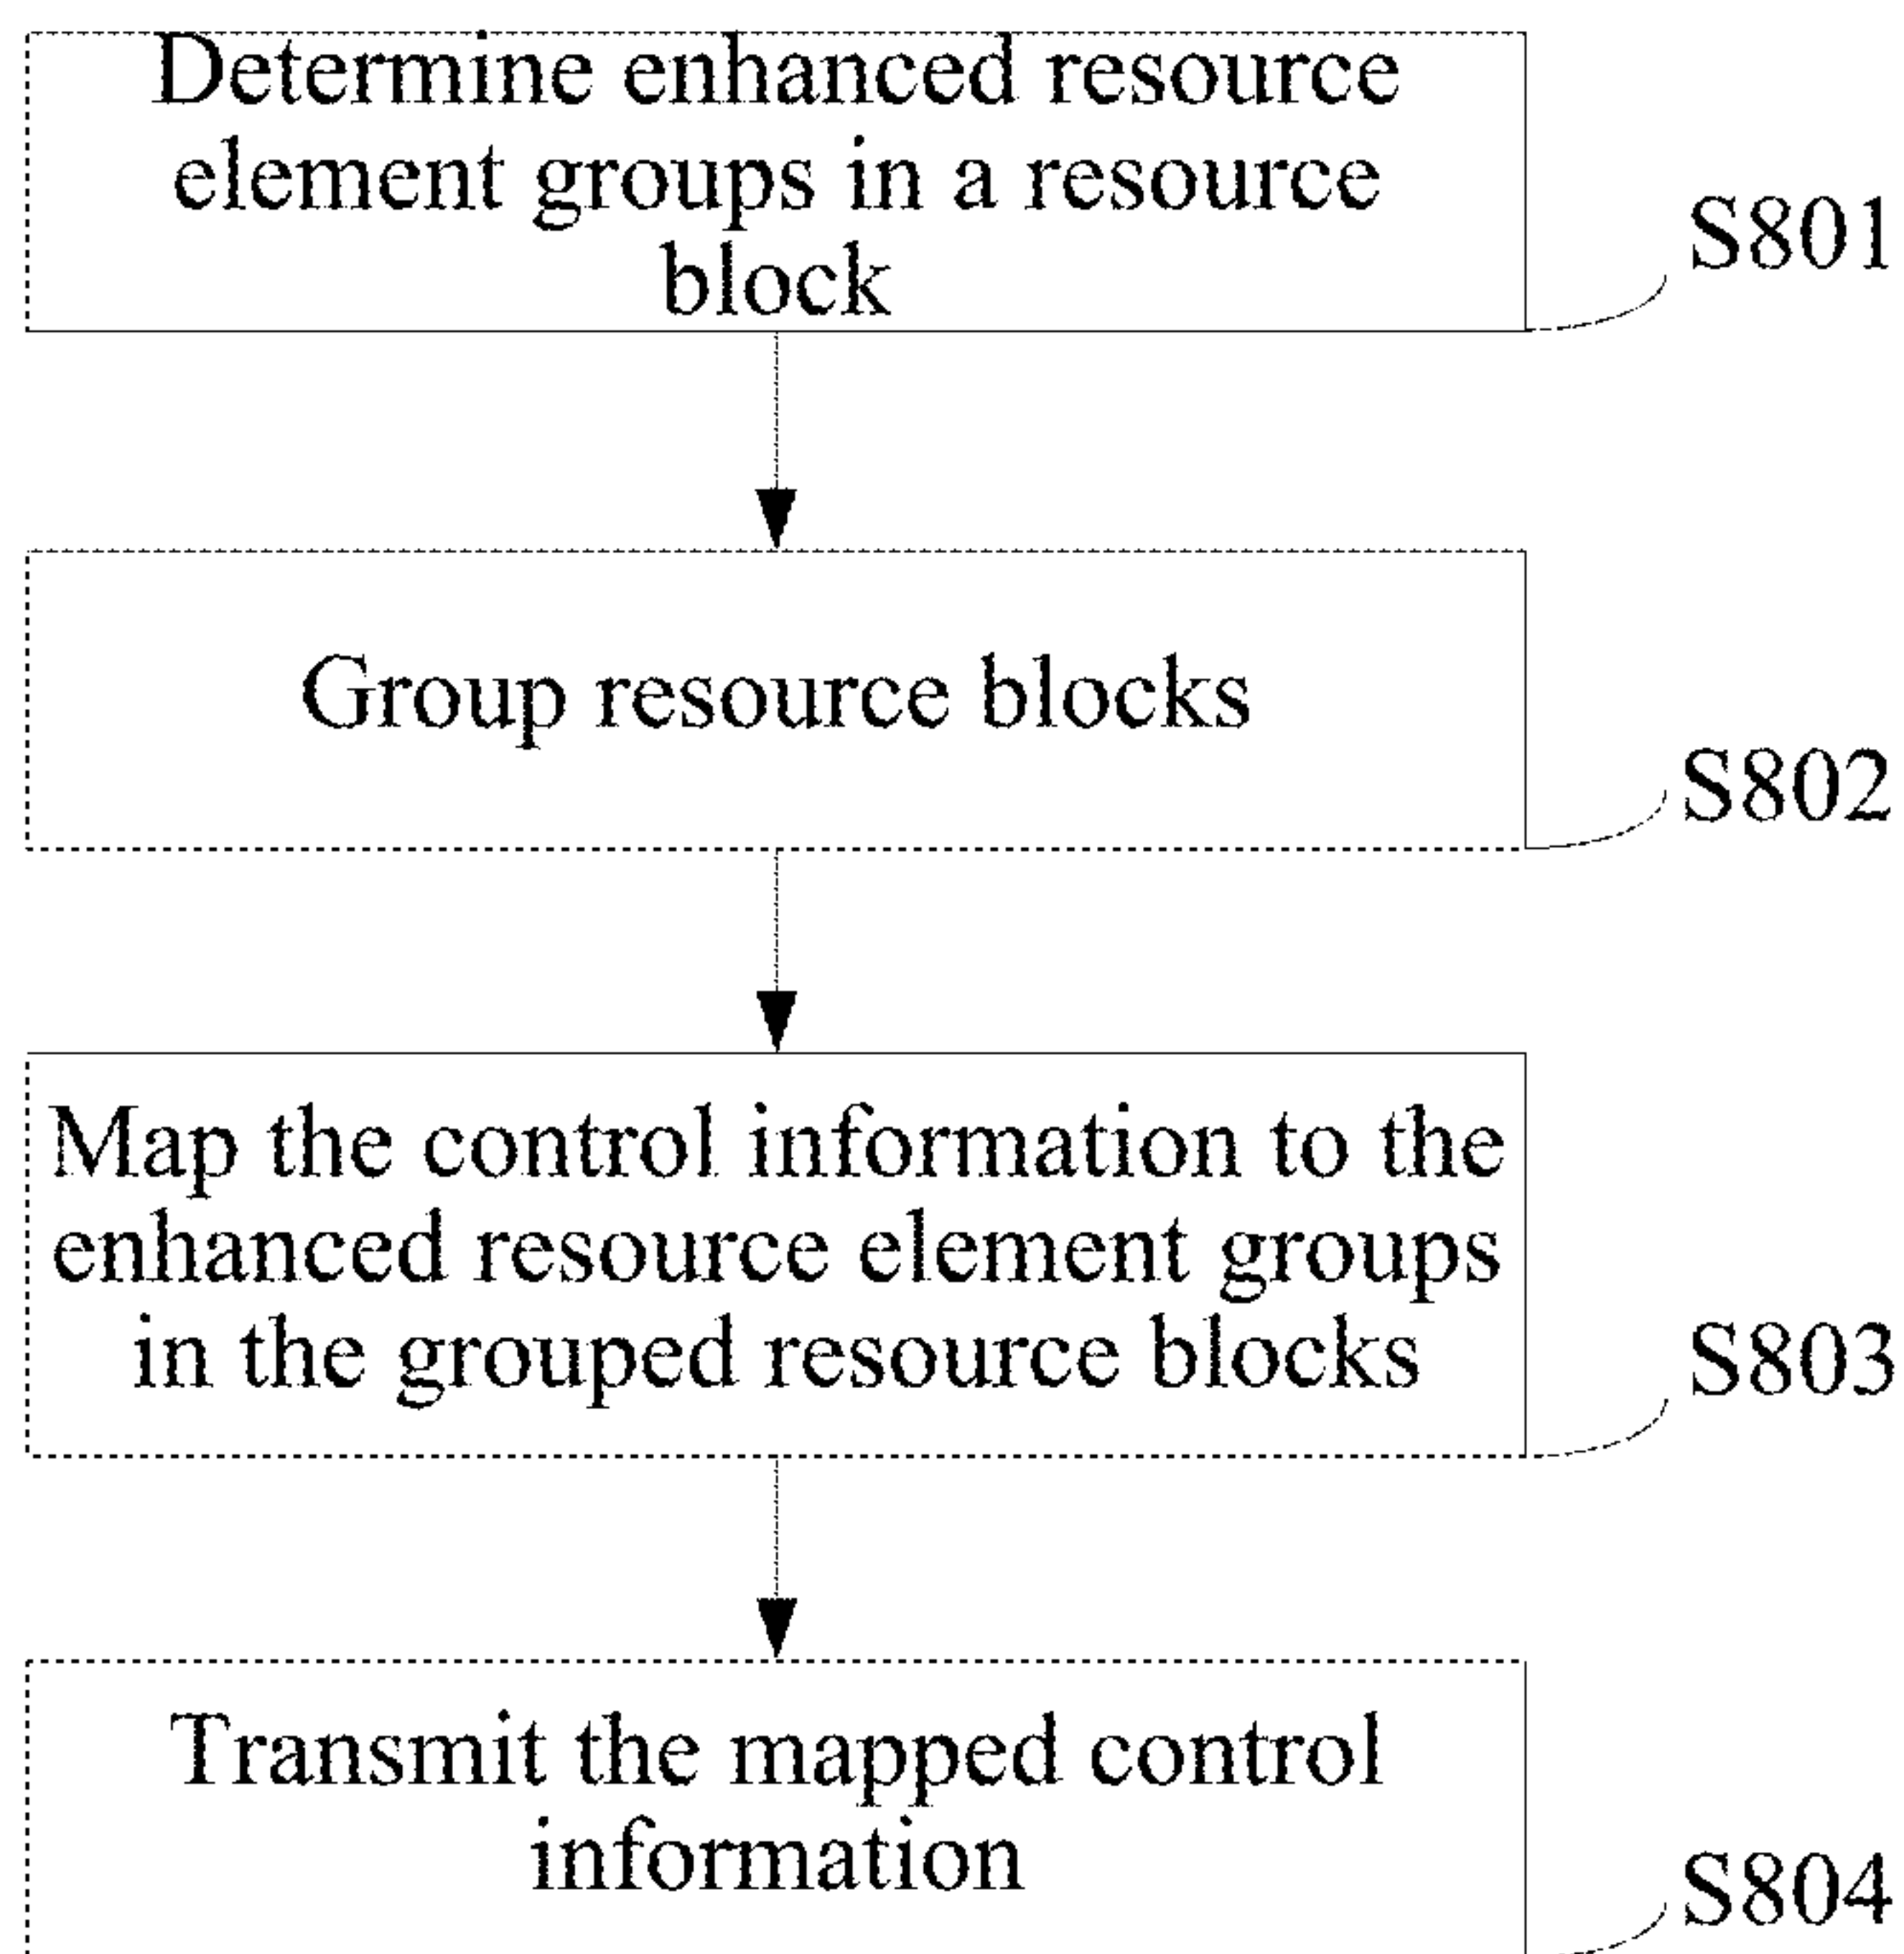 Determine enhanced resource
element groups in a resource
block
S801
Group resource blocks
S802
Map the control information to the
enhanced resource element groups
in the grouped resource blocks
S803
Transmit the mapped control
information
S804